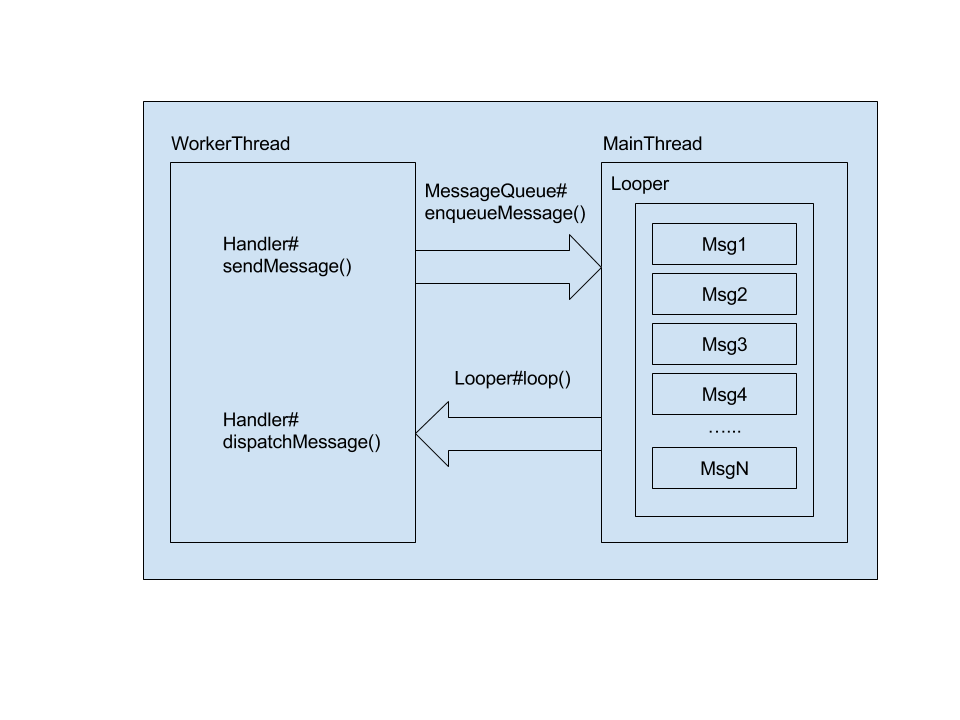 WorkerThread
MainThread
Looper
MessageQueue#
enqueueMessage()
Handler#
sendMessage()
Msg1
Msg2
Msg3
Looper#loop()
Msg4
Handler#
dispatchMessage()
…...
MsgN